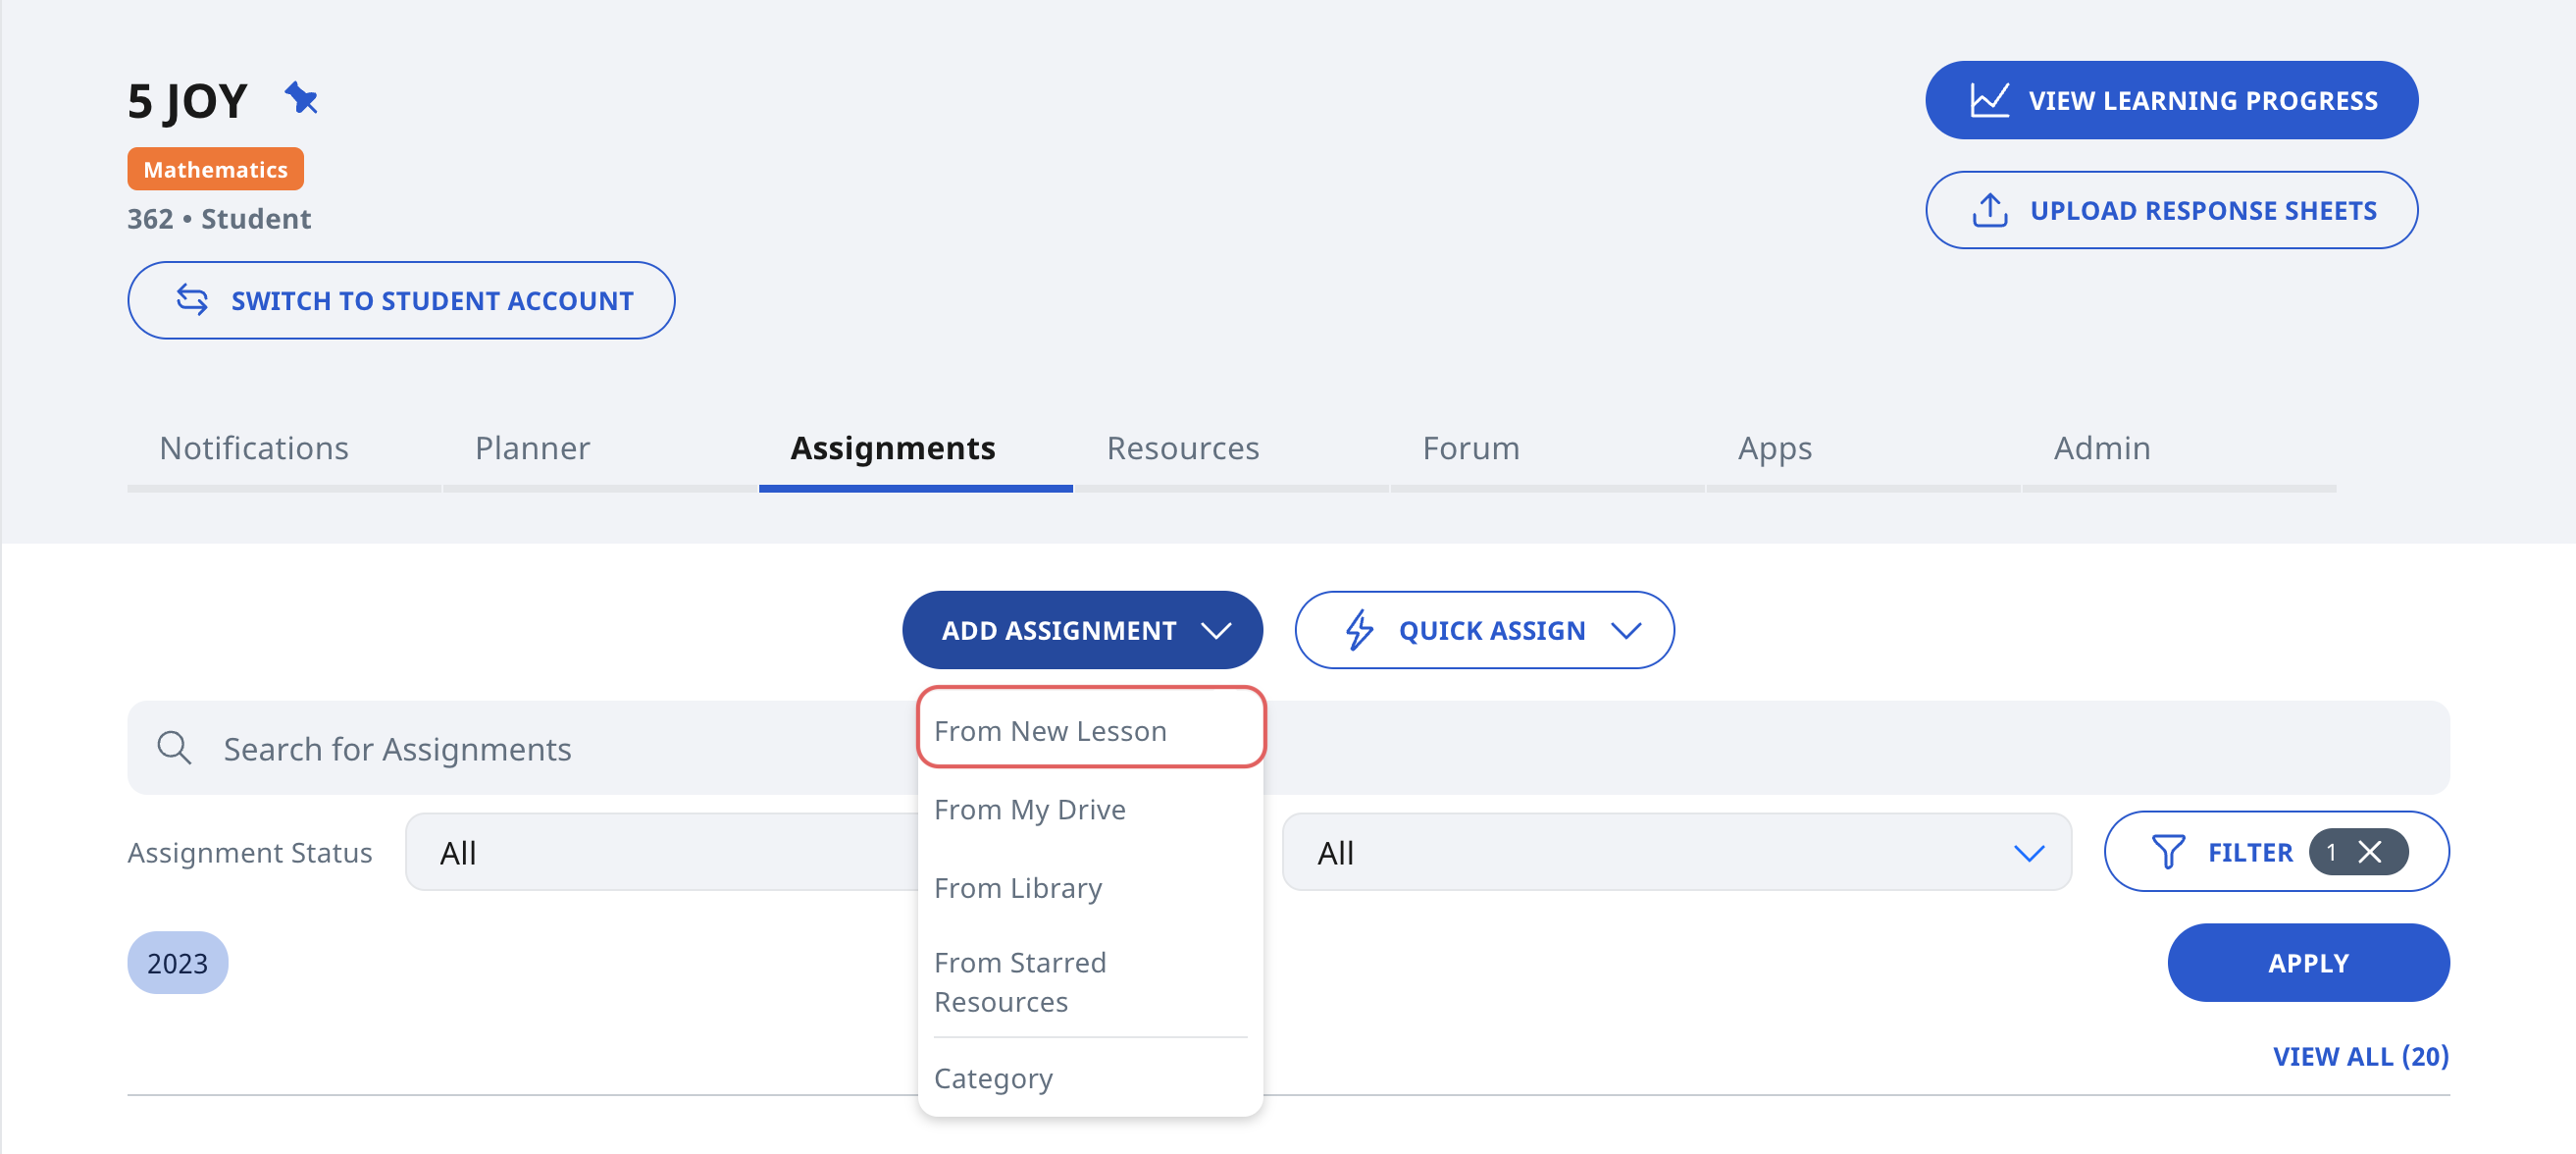 5 JOY
VIEW LEARNING PROGRESS
Mathematics
362 • Student
UPLOAD RESPONSE SHEETS
SWITCH TO STUDENT ACCOUNT
Notifications Planner Assignments Resources Forum Apps Admin
ADD ASSIGNMENT QUICK ASSIGN
Search for Assignments
From New Lesson
From My Drive
Assignment Status All All FILTER 1
From Library
2023
From Starred
Resources
APPLY
VIEW ALL (20)
Category